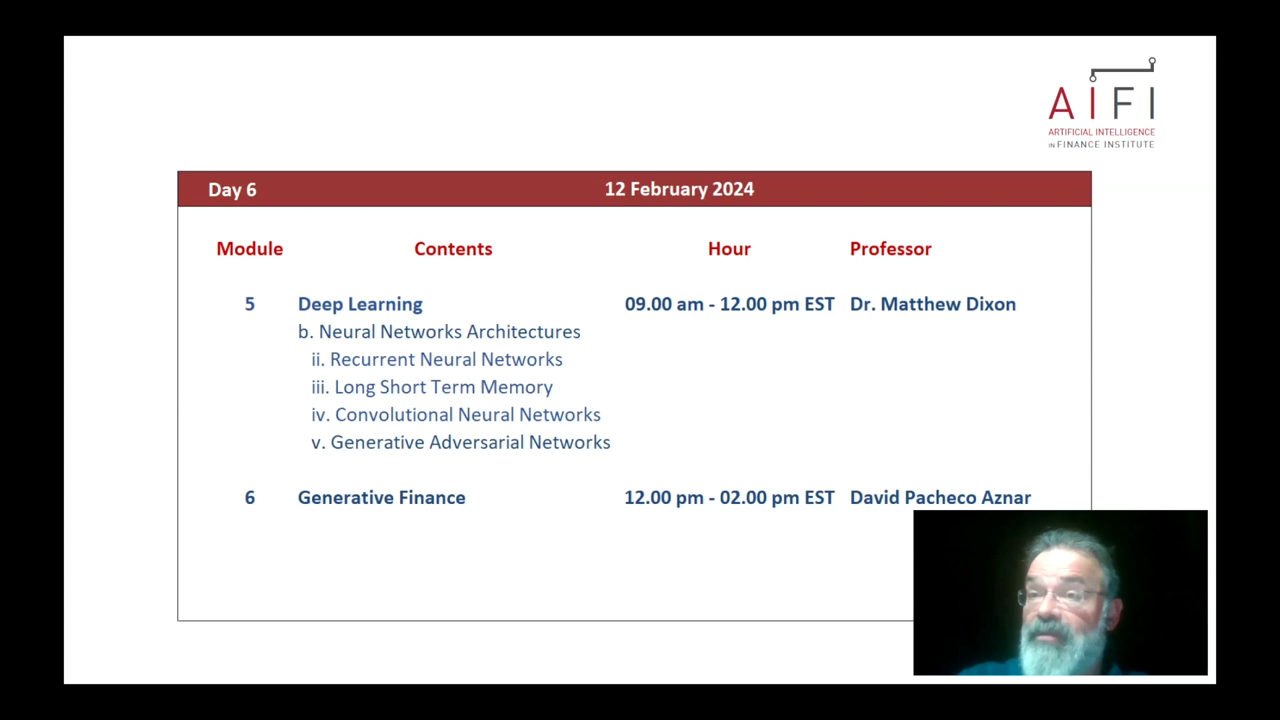 AIFI
ARTIFICIAL INTELLIGENCE
IN FINANCE INSTITUTE
Day 6 12 February 2024
Module Contents Hour Professor
5 Deep Learning 09.00 am - 12.00 pm EST Dr. Matthew Dixon
b. Neural Networks Architectures
ii. Recurrent Neural Networks
iii. Long Short Term Memory
iv. Convolutional Neural Networks
v. Generative Adversarial Networks
6 Generative Finance 12.00 pm - 02.00 pm EST David Pacheco Aznar